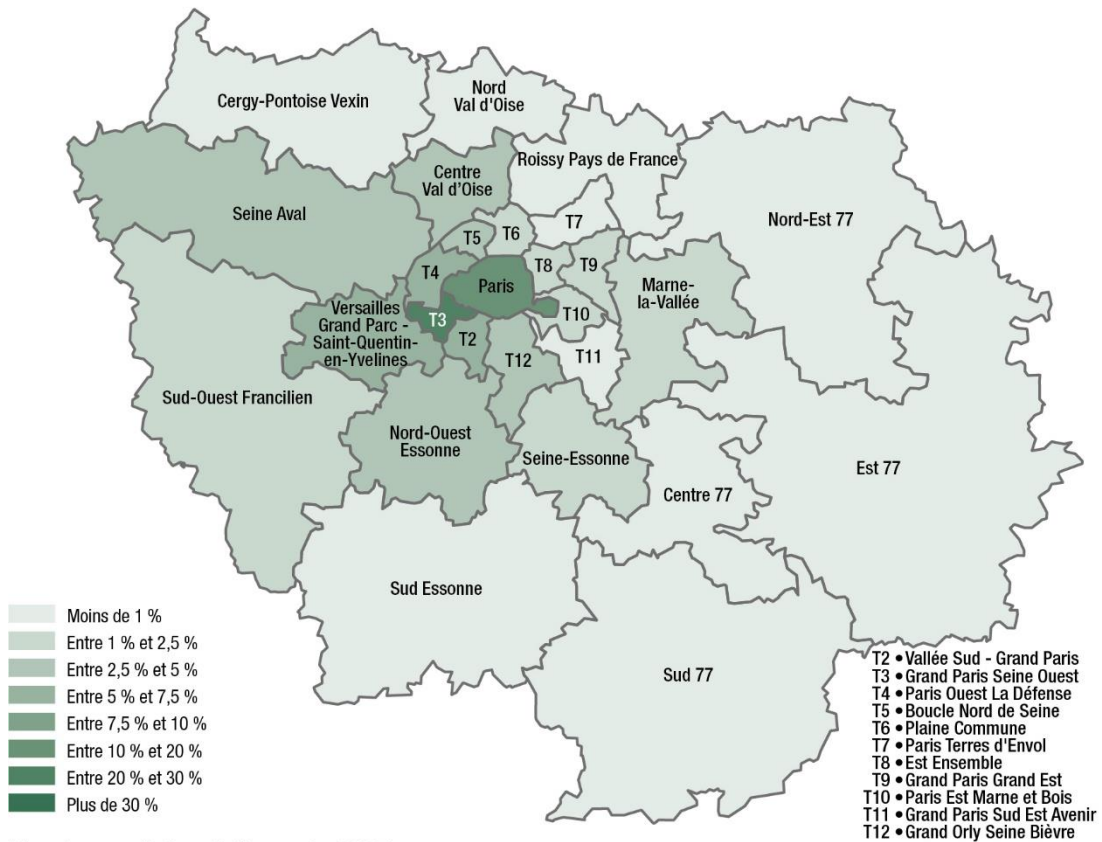 Cergy-Pontoise Vexin
Nord
Val d'Oise
Roissy Pays de France
Centre
Val d'Oise
Seine Aval
Nord-Est 77
T7
T5
T6
T4
T8
T9
Paris
Marne-
la-Vallée
Versailles
Grand Parc -
Saint-Quentin-
en-Yvelines
T3
T2
T10
T12
T11
Sud-Ouest Francilien
Nord-Ouest
Essonne
Seine-Essonne
Centre 77
Est 77
Sud Essonne
Sud 77
Moins de 1 %
Entre 1 % et 2,5 %
Entre 2,5 % et 5 %
Entre 5 % et 7,5 %
Entre 7,5 % et 10 %
Entre 10 % et 20 %
Entre 20 % et 30 %
Plus de 30 %
T2 • Vallée Sud - Grand Paris
T3 • Grand Paris Seine Ouest
T4 • Paris Ouest La Défense
T5 • Boucle Nord de Seine
T6 • Plaine Commune
T7 • Paris Terres d'Envol
T8 • Est Ensemble
T9 • Grand Paris Grand Est
T10 • Paris Est Marne et Bois
T11 • Grand Paris Sud Est Avenir
T12 • Grand Orly Seine Bièvre